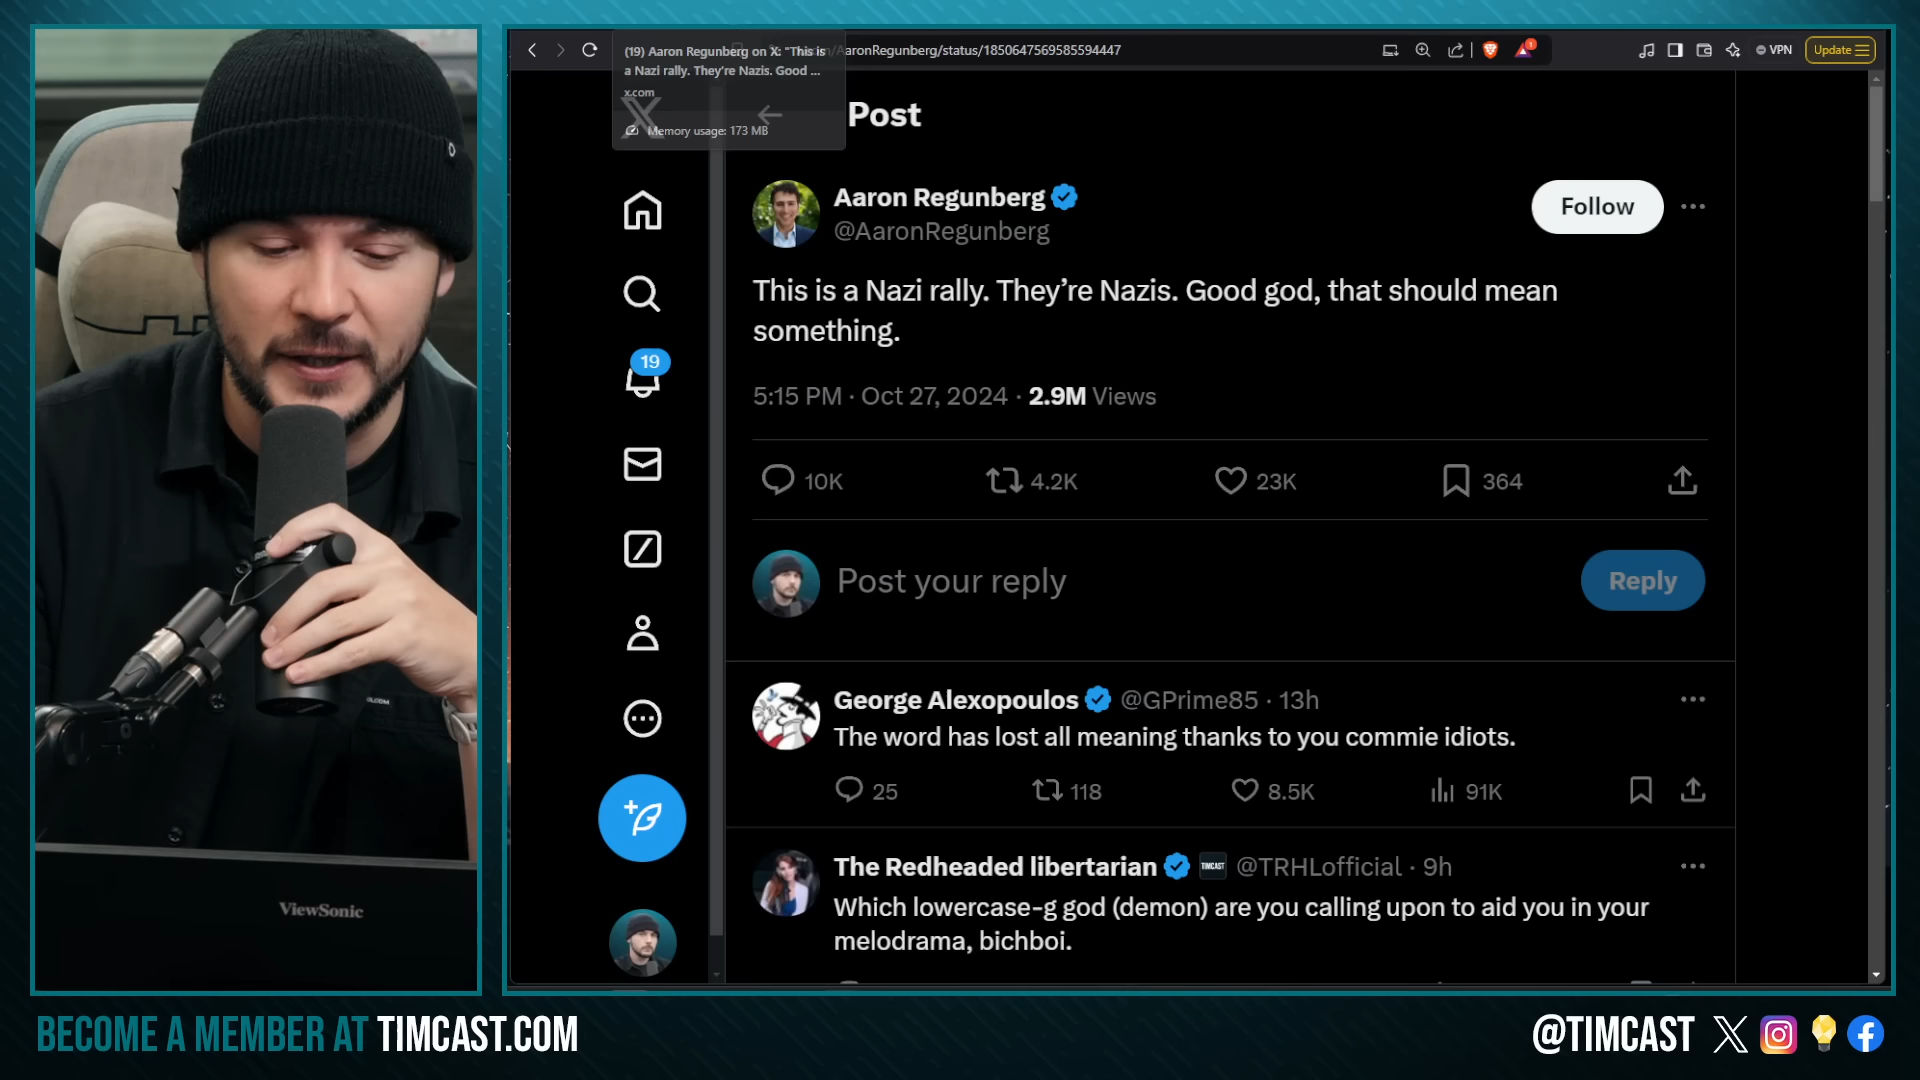 (19) Aaron Regunberg on X: "This is
a Nazi rally. They're Nazis. Good ...
x.com
Memory usage: 173 MB
AaronRegunberg/status/1850647569585594447
1
VPN
Update
Post
Aaron Regunberg
@AaronRegunberg
Follow
This is a Nazi rally. They’re Nazis. Good god, that should mean
something.
5:15 PM · Oct 27, 2024 · 2.9M Views
10K
4.2K
23K
364
19
Post your reply
Reply
George Alexopoulos @GPrime85 · 13h
The word has lost all meaning thanks to you commie idiots.
25
118
8.5K
91K
The Redheaded libertarian TIMCAST @TRHLofficial · 9h
Which lowercase-g god (demon) are you calling upon to aid you in your
melodrama, bichboi.
ViewSonic
BECOME A MEMBER AT TIMCAST.COM
@TIMCAST